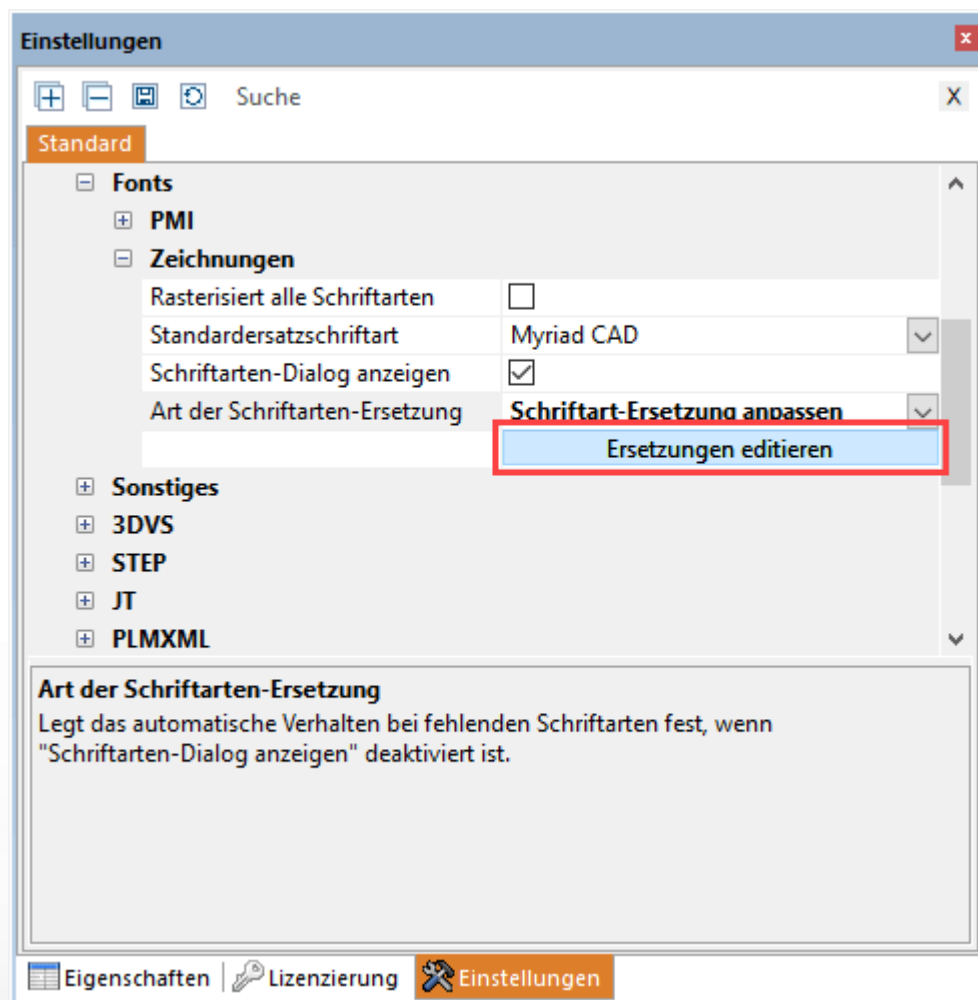 Einstellungen
x
Suche
X
Standard
Fonts
PMI
Zeichnungen
Rasterisiert alle Schriftarten
Standardersatzschriftart Myriad CAD
Schriftarten-Dialog anzeigen
Art der Schriftarten-Ersetzung Schriftart-Ersetzung anpassen
Ersetzungen editieren
Sonstiges
3DVS
STEP
JT
PLMXML
Art der Schriftarten-Ersetzung
Legt das automatische Verhalten bei fehlenden Schriftarten fest, wenn
"Schriftarten-Dialog anzeigen" deaktiviert ist.
Eigenschaften Lizenzierung Einstellungen